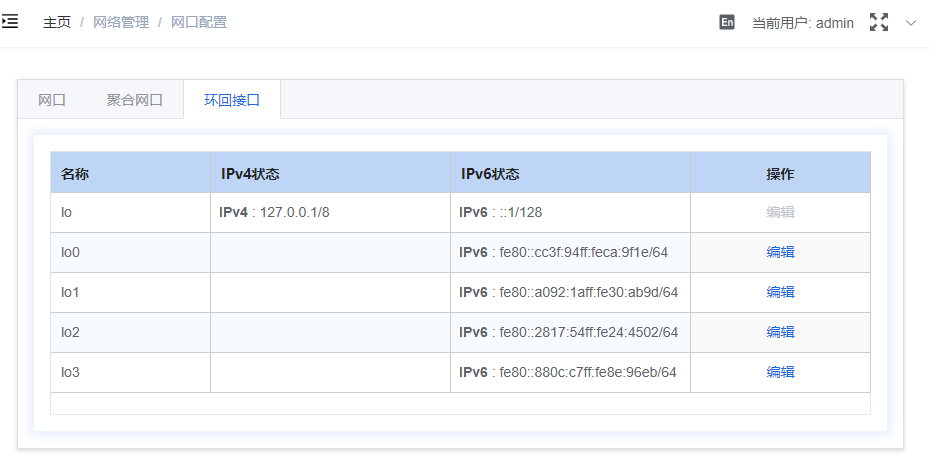 主页 / 网络管理 / 网口配置 En 当前用户: admin
网口 聚合网口 环回接口
名称 IPv4状态 IPv6状态 操作
lo IPv4 : 127.0.0.1/8 IPv6 : ::1/128 编辑
lo0 IPv6 : fe80::cc3f:94ff:feca:9f1e/64 编辑
lo1 IPv6 : fe80::a092:1aff:fe30:ab9d/64 编辑
lo2 IPv6 : fe80::2817:54ff:fe24:4502/64 编辑
lo3 IPv6 : fe80::880c:c7ff:fe8e:96eb/64 编辑